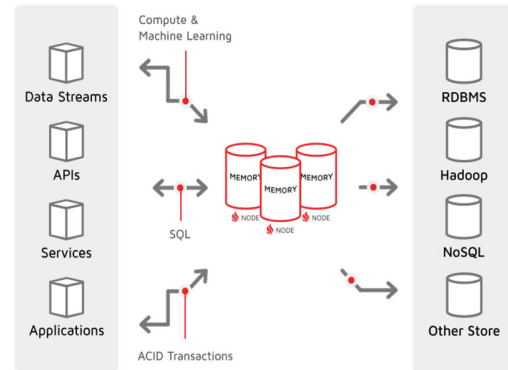 Compute &
Machine Learning
Data Streams
APIs
Services
Applications
SQL
ACID Transactions
MEMORY
MEMORY
MEMORY
NODE
NODE
NODE
RDBMS
Hadoop
NoSQL
Other Store